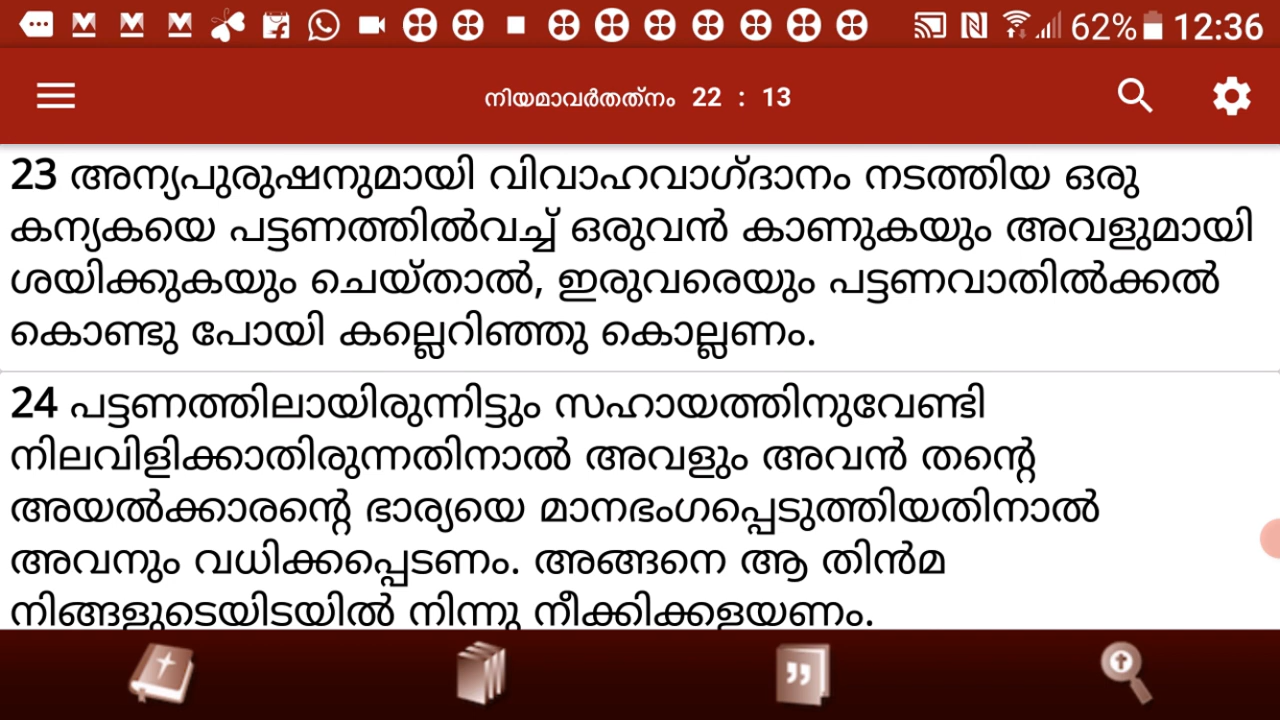 62% 12:36
നിയമാവർതത്നം 22 : 13
23 അന്യപുരുഷനുമായി വിവാഹവാഗ്ദാനം നടത്തിയ ഒരു
കന്യകയെ പട്ടണത്തിൽവച്ച് ഒരുവൻ കാണുകയും അവളുമായി
ശയിക്കുകയും ചെയ്താൽ, ഇരുവരെയും പട്ടണവാതിൽക്കൽ
കൊണ്ടു പോയി കല്ലെറിഞ്ഞു കൊല്ലണം.
24 പട്ടണത്തിലായിരുന്നിട്ടും സഹായത്തിനുവേണ്ടി
നിലവിളിക്കാതിരുന്നതിനാൽ അവളും അവൻ തന്റെ
അയൽക്കാരന്റെ ഭാര്യയെ മാനഭംഗപ്പെടുത്തിയതിനാൽ
അവനും വധിക്കപ്പെടണം. അങ്ങനെ ആ തിൻമ
നിങ്ങളുടെയിടയിൽ നിന്നു നീക്കിക്കളയണം.